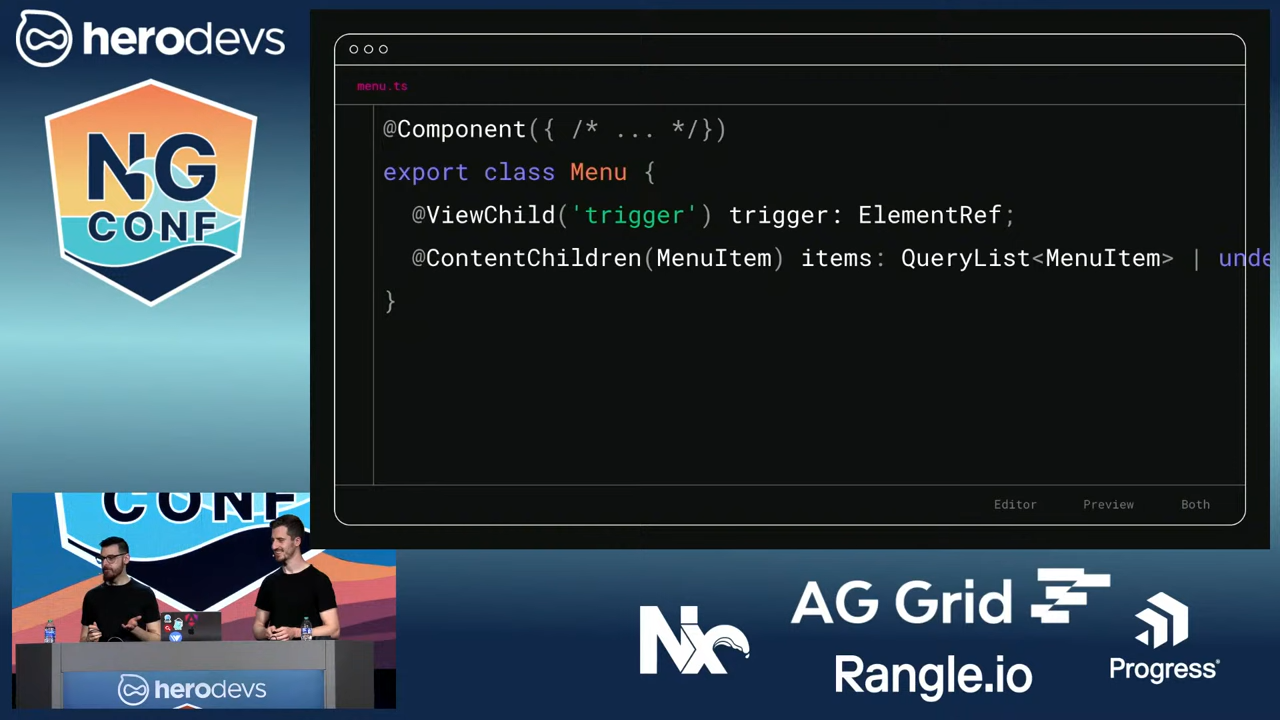 herodevs
NG
CONF
menu.ts
@Component({ /* ... */})
export class Menu {
@ViewChild('trigger') trigger: ElementRef;
@ContentChildren(MenuItem) items: QueryList<MenuItem> | unde
}
Editor Preview Both
CONF
herodevs
Nx
AG Grid
Rangle.io
Progress